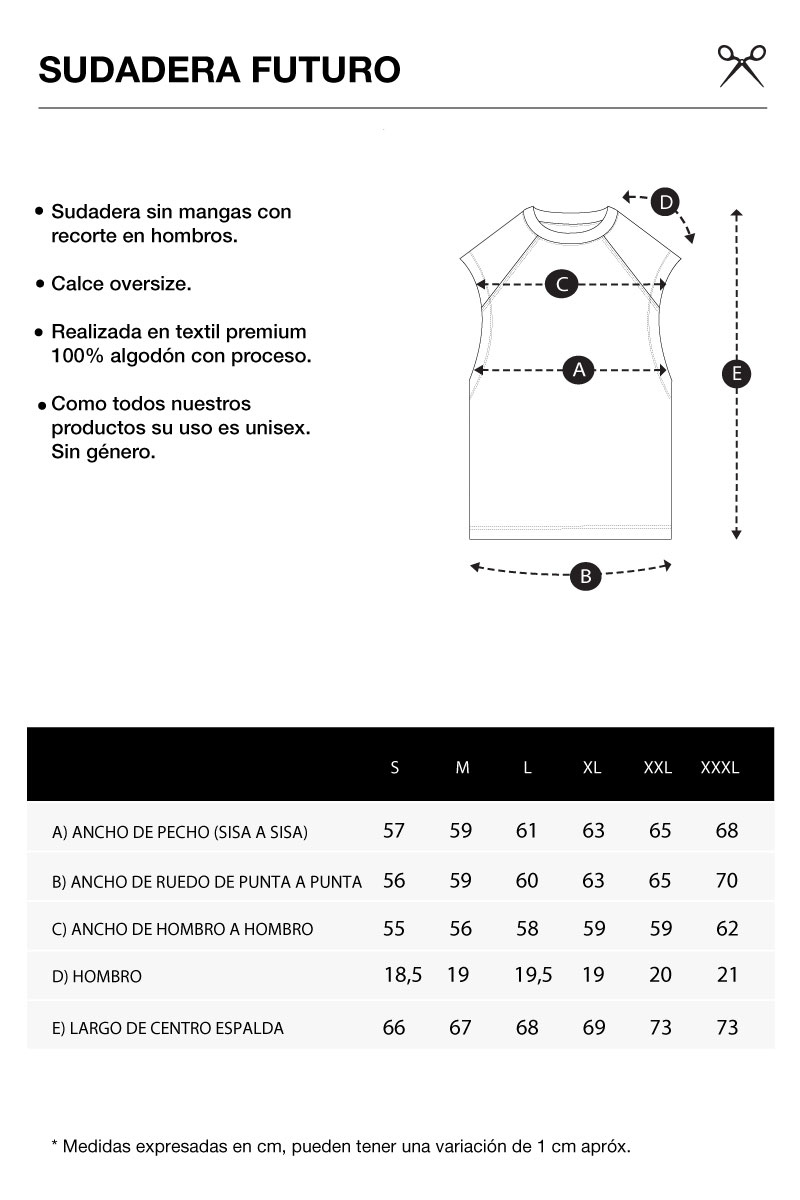 SUDADERA FUTURO
• Sudadera sin mangas con
recorte en hombros.
• Calce oversize.
• Realizada en textil premium
100% algodón con proceso.
• Como todos nuestros
productos su uso es unisex.
Sin género.
D
C
A
E
B
S M L XL XXL XXXL
A) ANCHO DE PECHO (SISA A SISA) 57 59 61 63 65 68
B) ANCHO DE RUEDO DE PUNTA A PUNTA 56 59 60 63 65 70
C) ANCHO DE HOMBRO A HOMBRO 55 56 58 59 59 62
D) HOMBRO 18,5 19 19,5 19 20 21
E) LARGO DE CENTRO ESPALDA 66 67 68 69 73 73
* Medidas expresadas en cm, pueden tener una variación de 1 cm apróx.